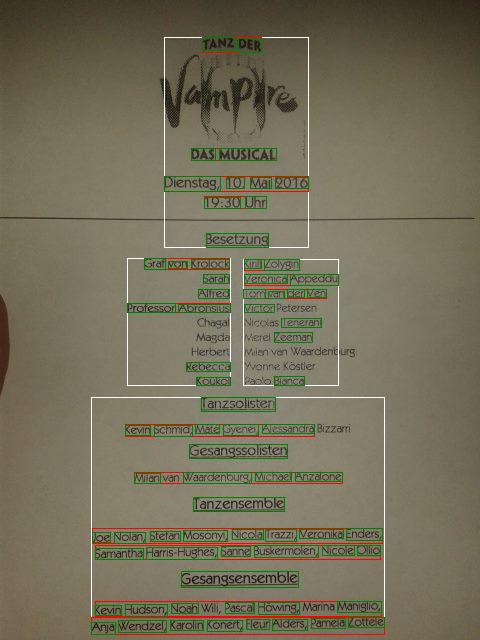 TANZ DER
Vampire
DAS MUSICAL
Dienstag, 10. Mai 2016
19:30 Uhr
Besetzung
Graf von Krolock Kirill Zolygin
Sarah Veronica Appeddu
Alfred Tom van der Ven
Professor Abronsius Victor Petersen
Chagal Nicolas Tenerani
Magda Merel Zeeman
Herbert Milan van Waardenburg
Rebecca Yvonne Köstler
Koukol Paolo Bianca
Tanzsolisten
Kevin Schmid, Máté Gyenei, Alessandra Bizzarri
Gesangssolisten
Milan van Waardenburg, Michael Anzalone
Tanzensemble
Joe Nolan, Stefan Mosonyi, Nicola Trazzi, Veronika Enders,
Samantha Harris-Hughes, Sanne Buskermolen, Nicole Ollio
Gesangsensemble
Kevin Hudson, Noah Wili, Pascal Höwing, Marina Maniglio,
Anja Wendzel, Karolin Konert, Fleur Alders, Pamela Zottele